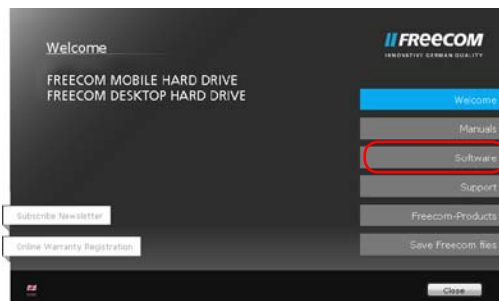 Welcome
FREECOM
INNOVATIVE GERMAN QUALITY
FREECOM MOBILE HARD DRIVE
FREECOM DESKTOP HARD DRIVE
Welcome
Manuals
Software
Support
Freecom-Products
Save Freecom files
Subscribe Newsletter
Online Warranty Registration
Close